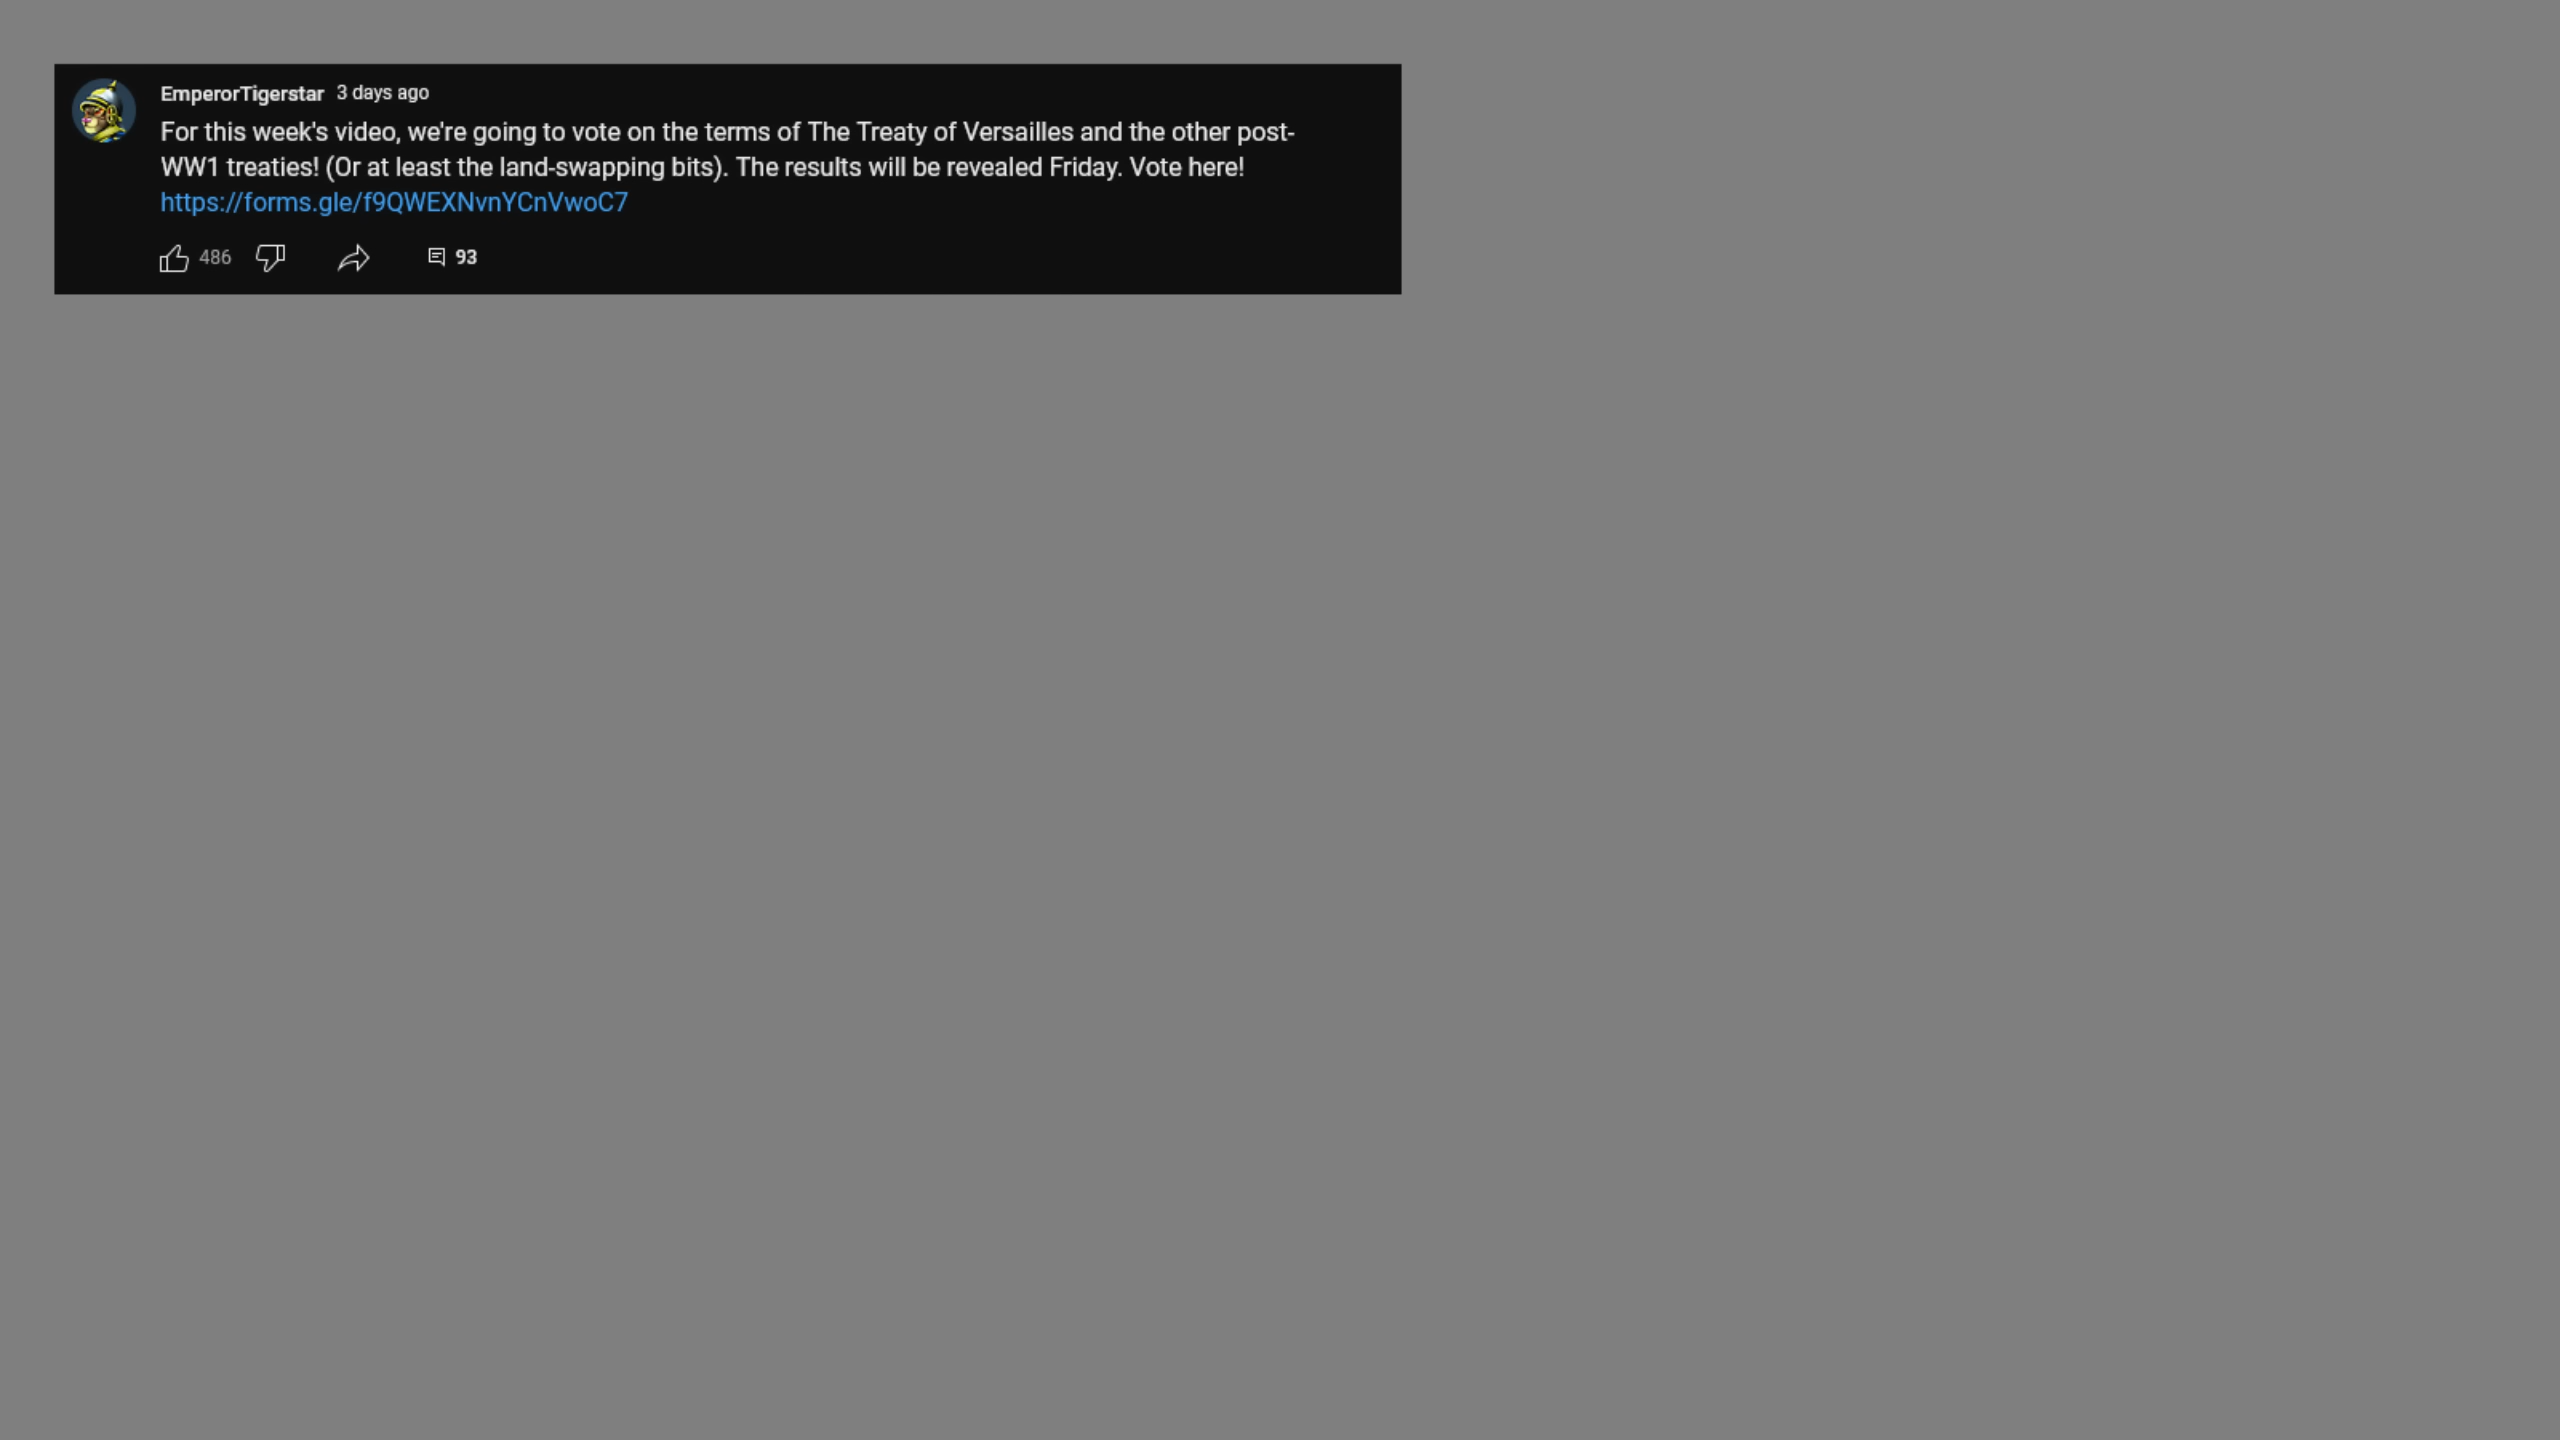 EmperorTigerstar 3 days ago
For this week's video, we're going to vote on the terms of The Treaty of Versailles and the other post-
WW1 treaties! (Or at least the land-swapping bits). The results will be revealed Friday. Vote here!
https://forms.gle/f9QWEXNvnYCnVwoC7
486 93